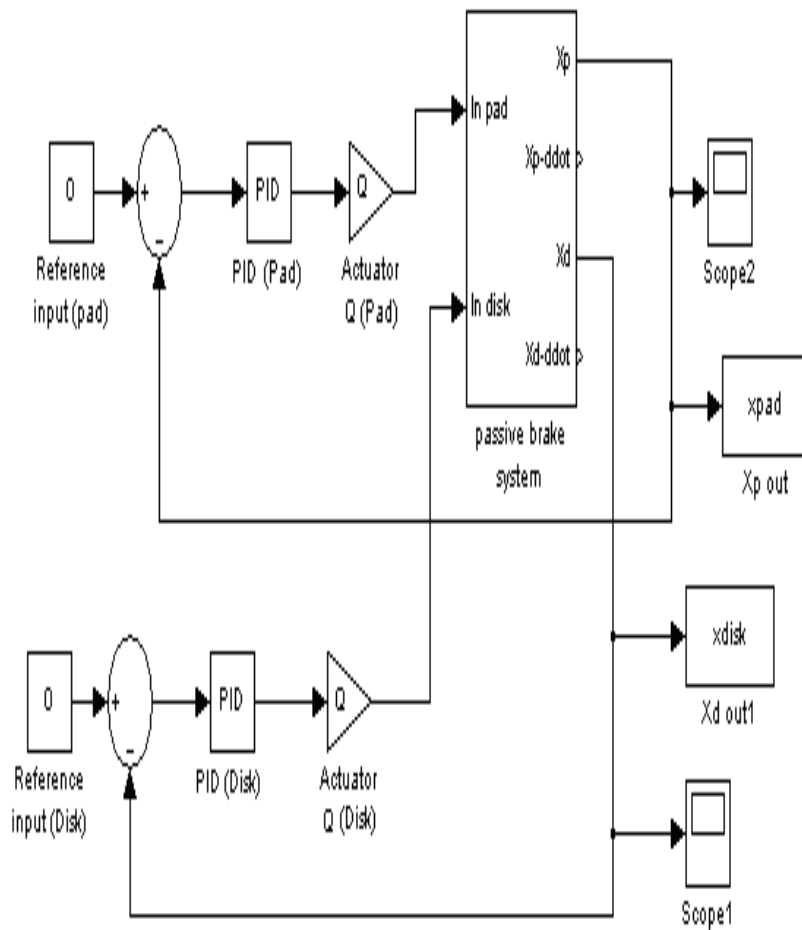 Xp
In pad
Xp-ddot
0
+
−
PID
Q
Reference
input (pad)
PID (Pad)
Actuator
Q (Pad)
Scope2
Xd
In disk
Xd-ddot
passive brake
system
xpad
Xp out
xdisk
Xd out1
0
+
−
PID
Q
Reference
input (Disk)
PID (Disk)
Actuator
Q (Disk)
Scope1